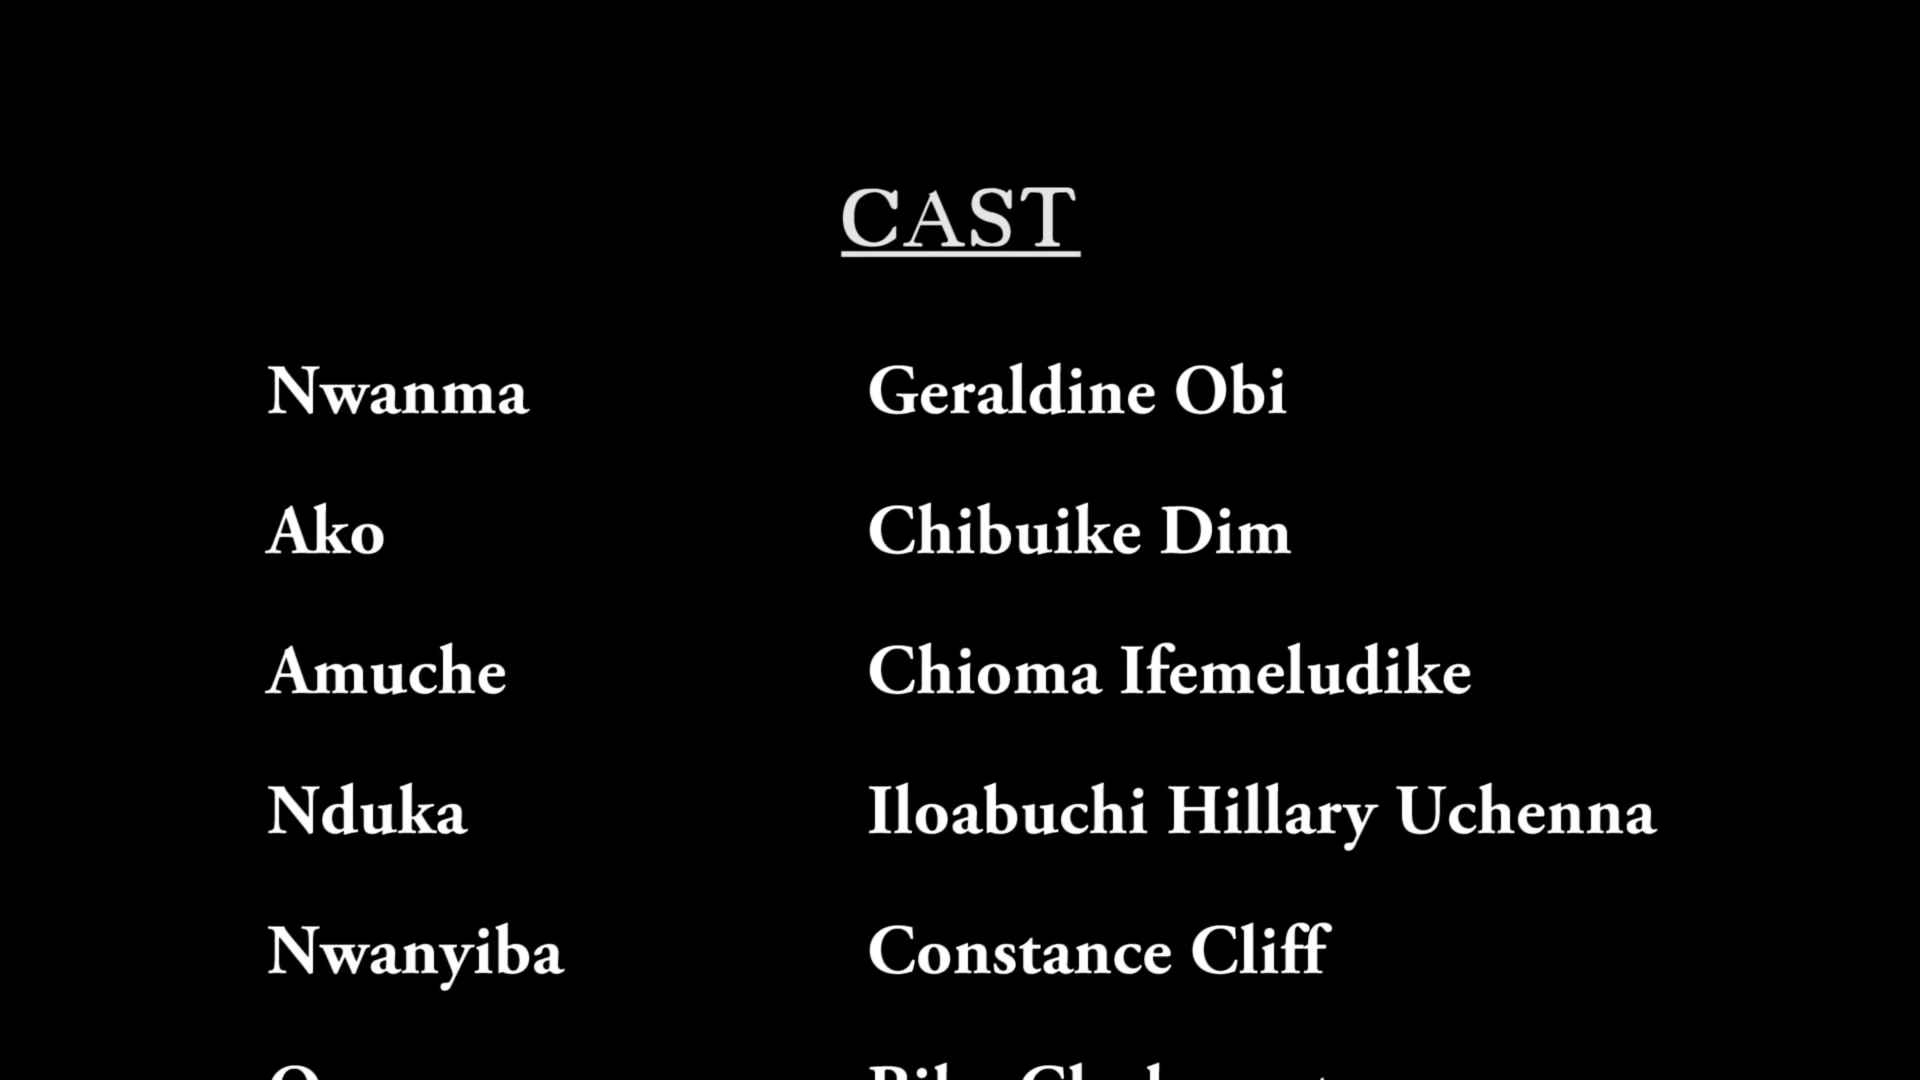 CAST
Nwanma Geraldine Obi
Ako Chibuike Dim
Amuche Chioma Ifemeludike
Nduka Iloabuchi Hillary Uchenna
Nwanyiba Constance Cliff